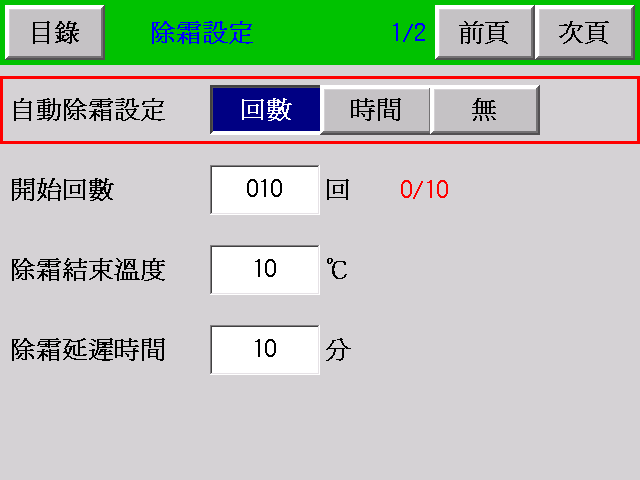 目錄 除霜設定 1/2 前頁 次頁
自動除霜設定 回數 時間 無
開始回數 010 回 0/10
除霜結束溫度 10 ℃
除霜延遲時間 10 分